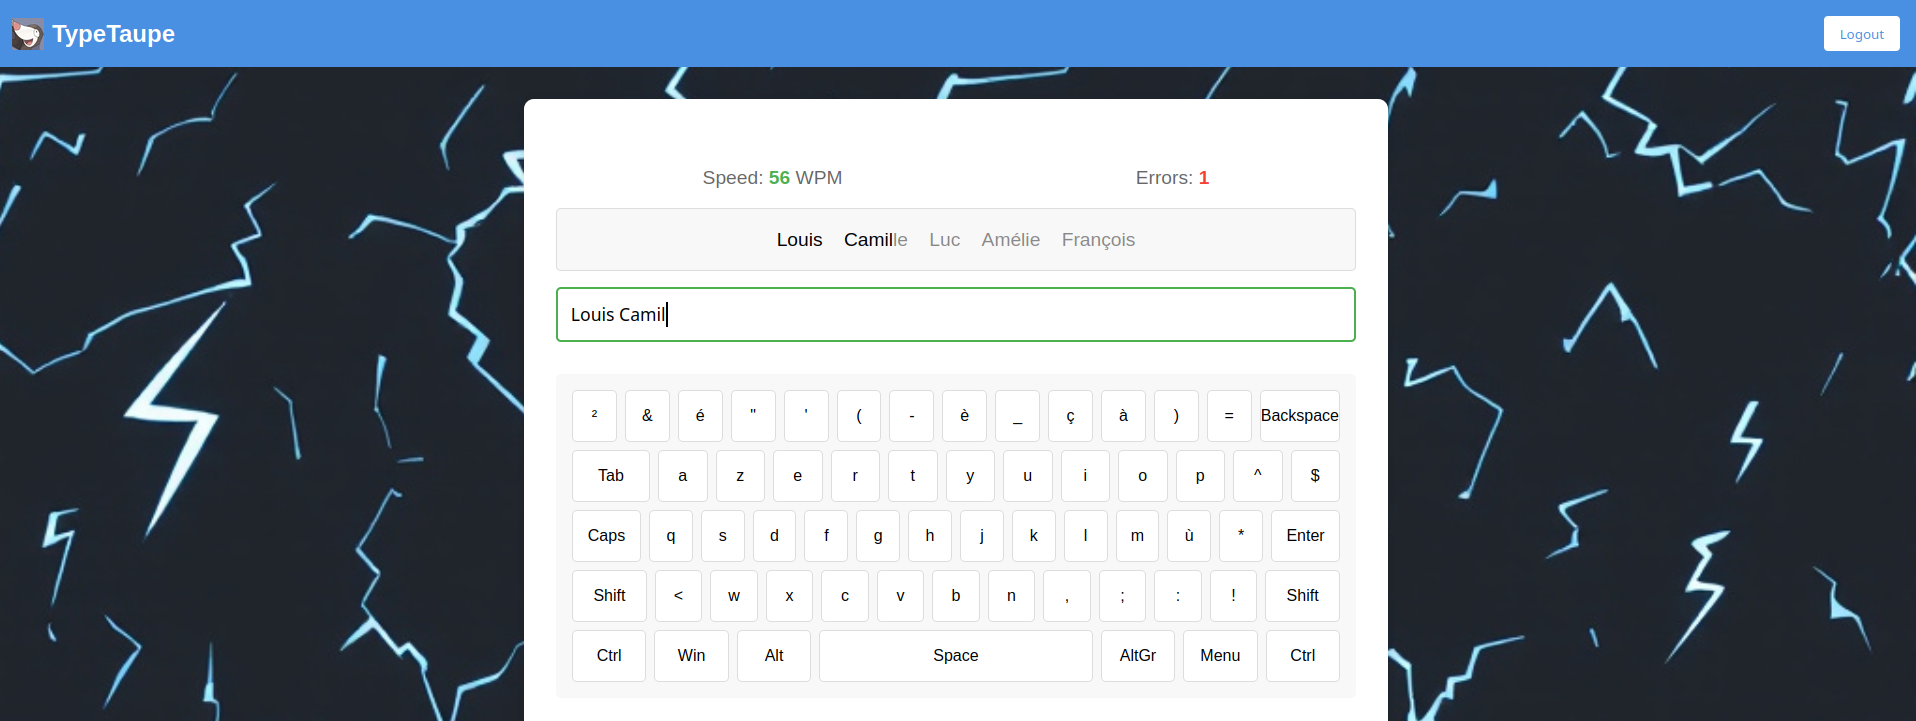 TypeTaupe Logout
Speed: 56 WPM Errors: 1
Louis Camille Luc Amélie François
Louis Camil
² & é " ' ( - è _ ç à ) = Backspace
Tab a z e r t y u i o p ^ $
Caps q s d f g h j k l m ù * Enter
Shift < w x c v b n , ; : ! Shift
Ctrl Win Alt Space AltGr Menu Ctrl